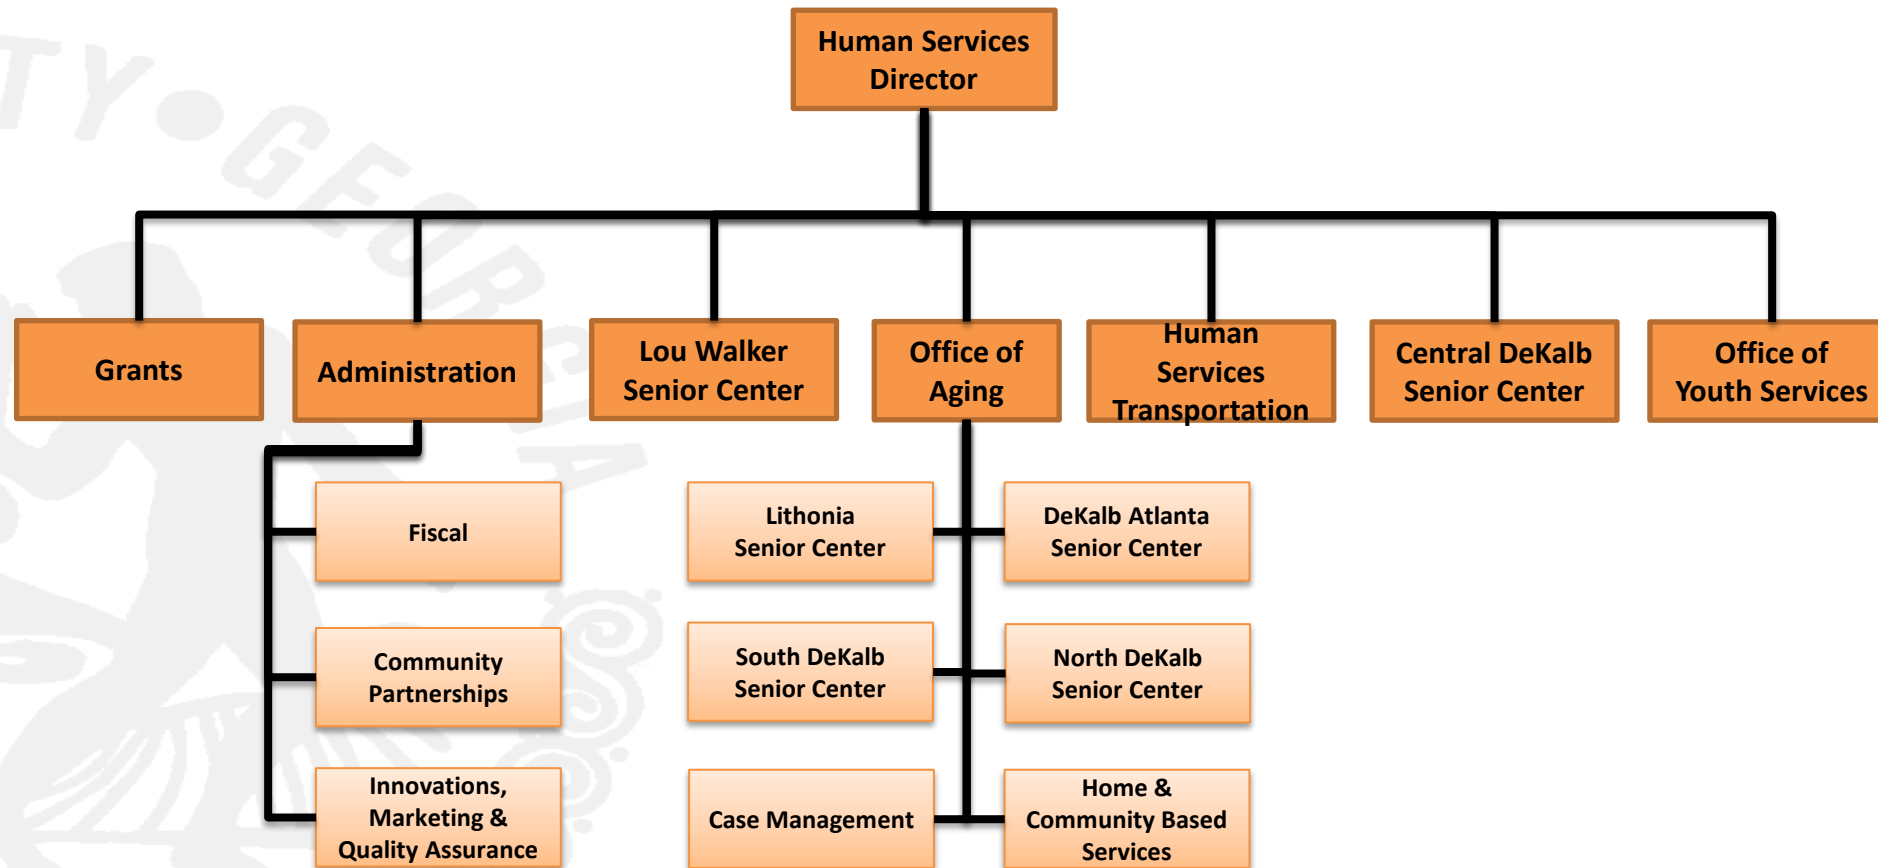 TY • GEORGIA
Human Services
Director
Grants
Administration
Lou Walker
Senior Center
Office of
Aging
Human
Services
Transportation
Central DeKalb
Senior Center
Office of
Youth Services
Fiscal
Community
Partnerships
Innovations,
Marketing &
Quality Assurance
Lithonia
Senior Center
DeKalb Atlanta
Senior Center
South DeKalb
Senior Center
North DeKalb
Senior Center
Case Management
Home &
Community Based
Services